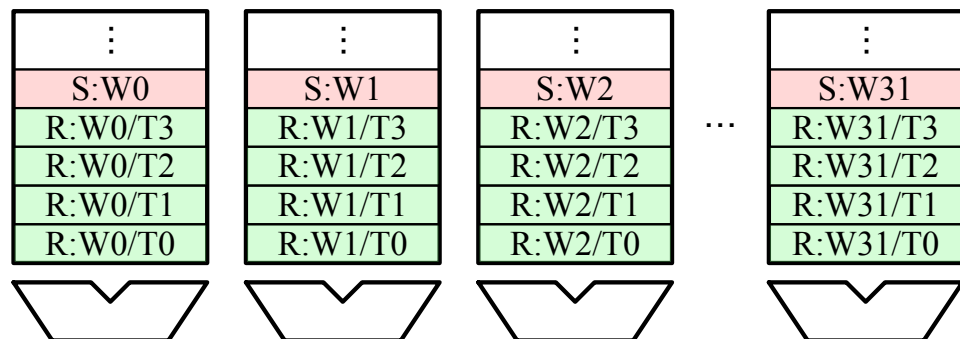 ⋮ ⋮ ⋮ ⋮
S:W0 S:W1 S:W2 S:W31
R:W0/T3 R:W1/T3 R:W2/T3 ... R:W31/T3
R:W0/T2 R:W1/T2 R:W2/T2 R:W31/T2
R:W0/T1 R:W1/T1 R:W2/T1 R:W31/T1
R:W0/T0 R:W1/T0 R:W2/T0 R:W31/T0